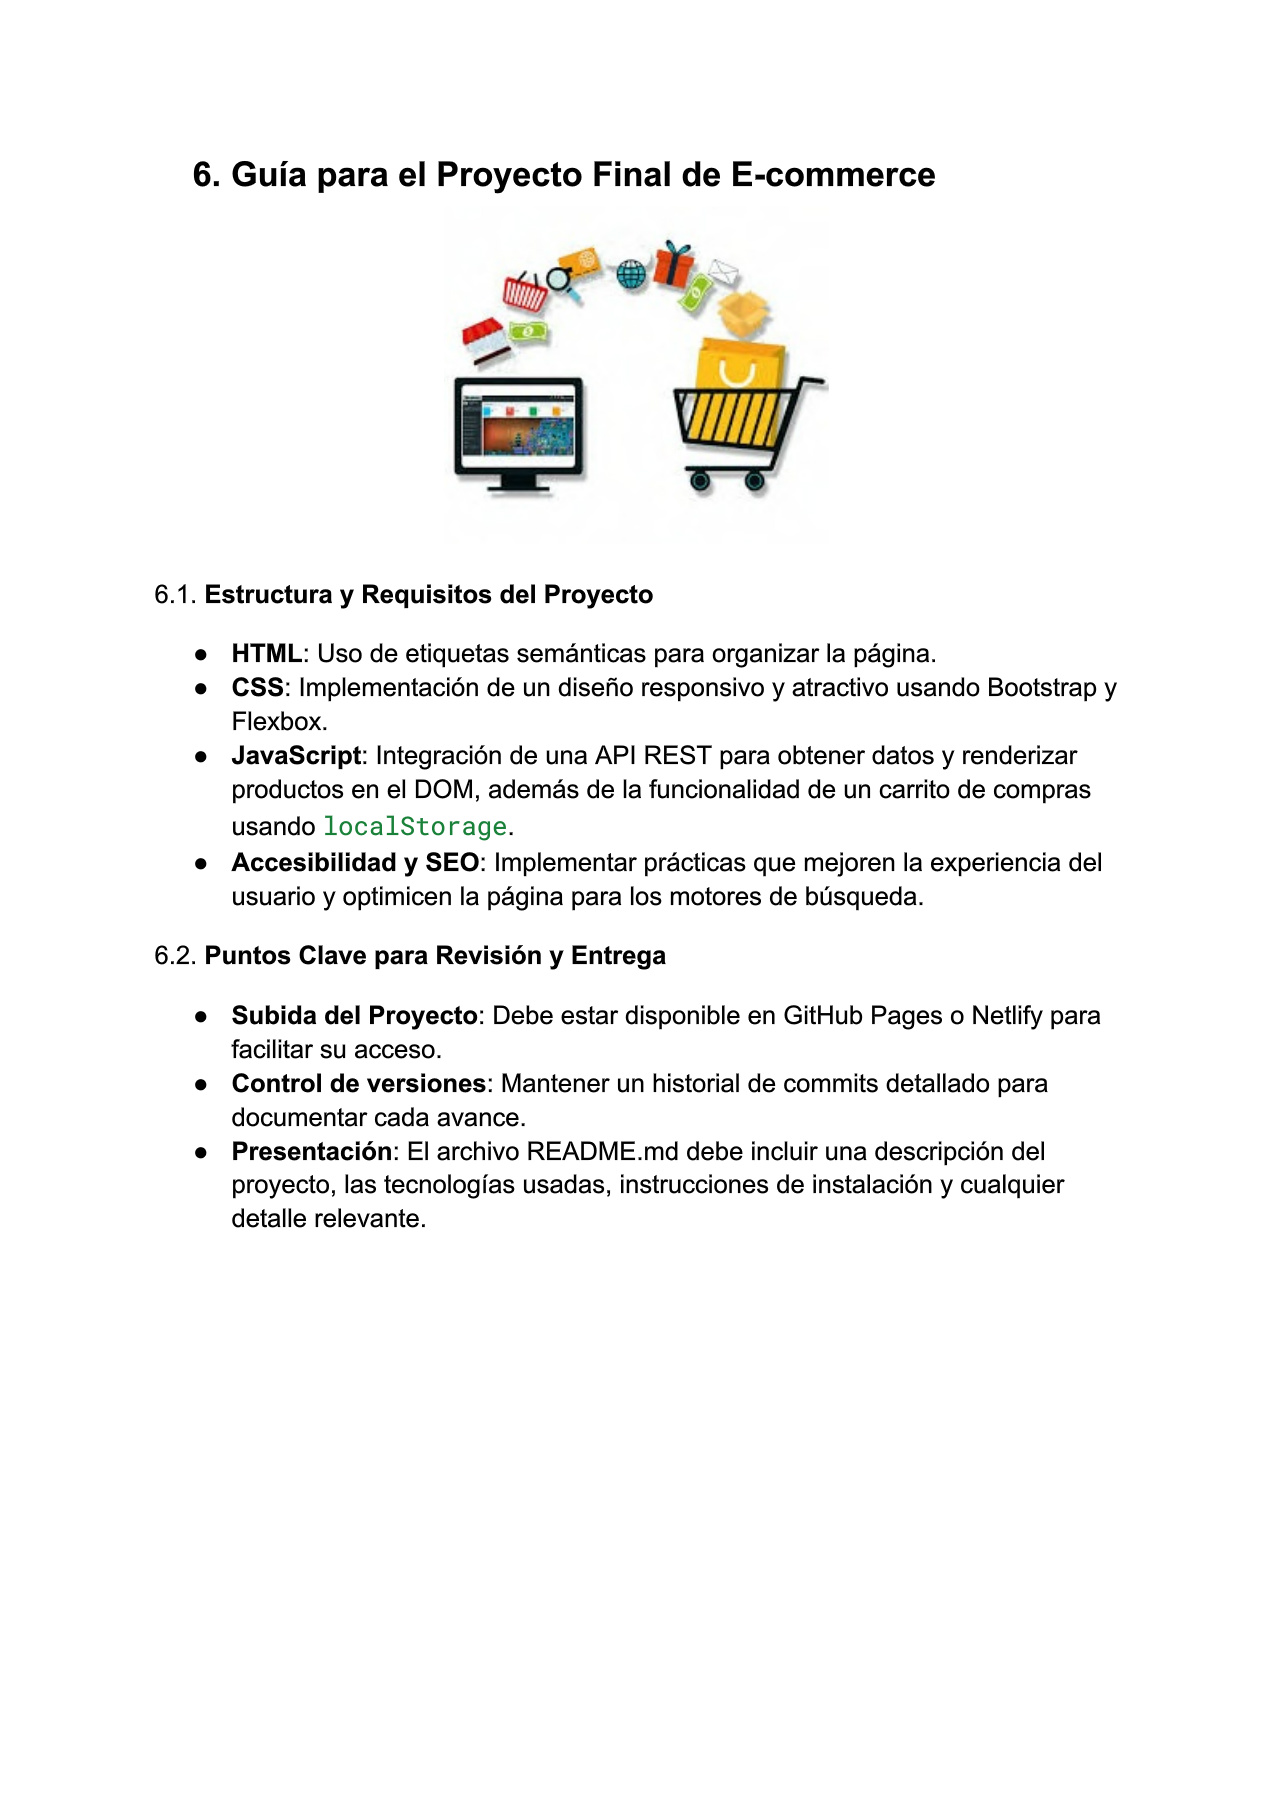 6. Guía para el Proyecto Final de E-commerce
6.1. Estructura y Requisitos del Proyecto
● HTML: Uso de etiquetas semánticas para organizar la página.
● CSS: Implementación de un diseño responsivo y atractivo usando Bootstrap y
Flexbox.
● JavaScript: Integración de una API REST para obtener datos y renderizar
productos en el DOM, además de la funcionalidad de un carrito de compras
usando localStorage.
● Accesibilidad y SEO: Implementar prácticas que mejoren la experiencia del
usuario y optimicen la página para los motores de búsqueda.
6.2. Puntos Clave para Revisión y Entrega
● Subida del Proyecto: Debe estar disponible en GitHub Pages o Netlify para
facilitar su acceso.
● Control de versiones: Mantener un historial de commits detallado para
documentar cada avance.
● Presentación: El archivo README.md debe incluir una descripción del
proyecto, las tecnologías usadas, instrucciones de instalación y cualquier
detalle relevante.